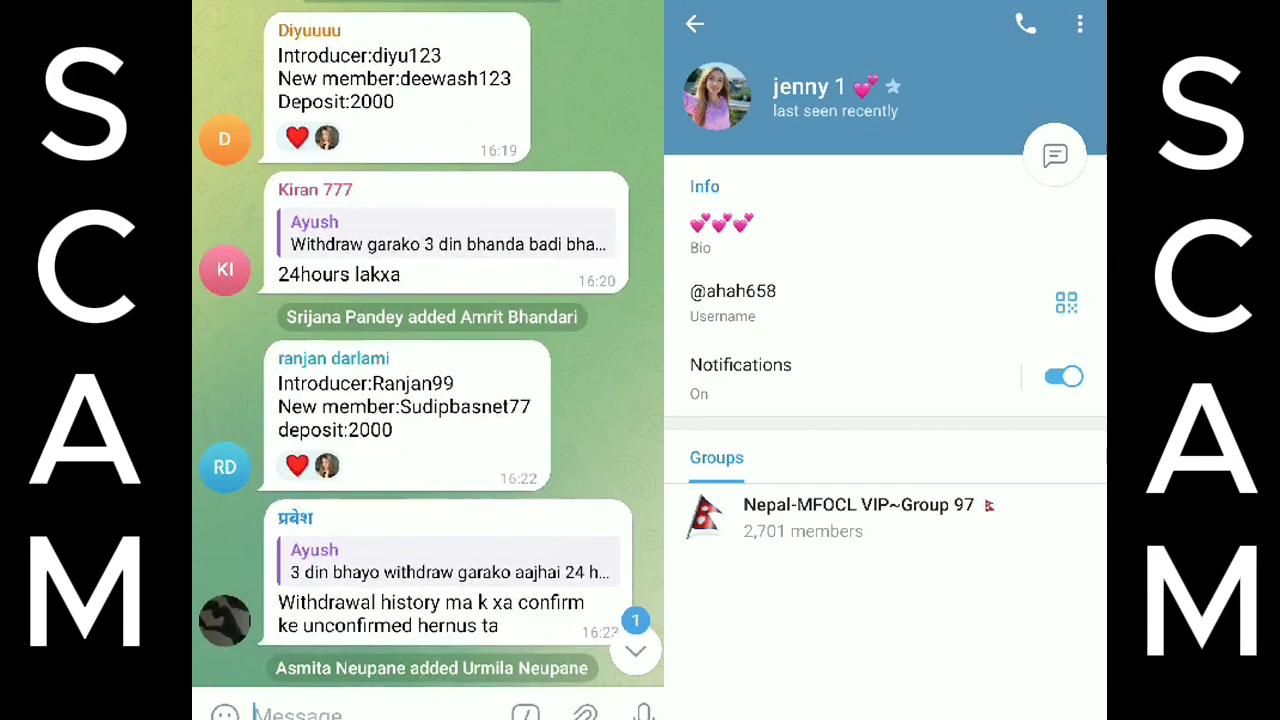 SCAM
Diyuuuu
Introducer:diyu123
New member:deewash123
Deposit:2000
D
16:19
Kiran 777
Ayush
Withdraw garako 3 din bhanda badi bha...
KI
24hours lakxa
16:20
Srijana Pandey added Amrit Bhandari
ranjan darlami
Introducer:Ranjan99
New member:Sudipbasnet77
deposit:2000
RD
16:22
प्रबेश
Ayush
3 din bhayo withdraw garako aajhai 24 h...
Withdrawal history ma k xa confirm
ke unconfirmed hernus ta
1
Asmita Neupane added Urmila Neupane
Message
jenny 1 💕
last seen recently
Info
💕💕💕
Bio
@ahah658
Username
Notifications
On
Groups
Nepal-MFOCL VIP~Group 97 🇳🇵
2,701 members
SCAM